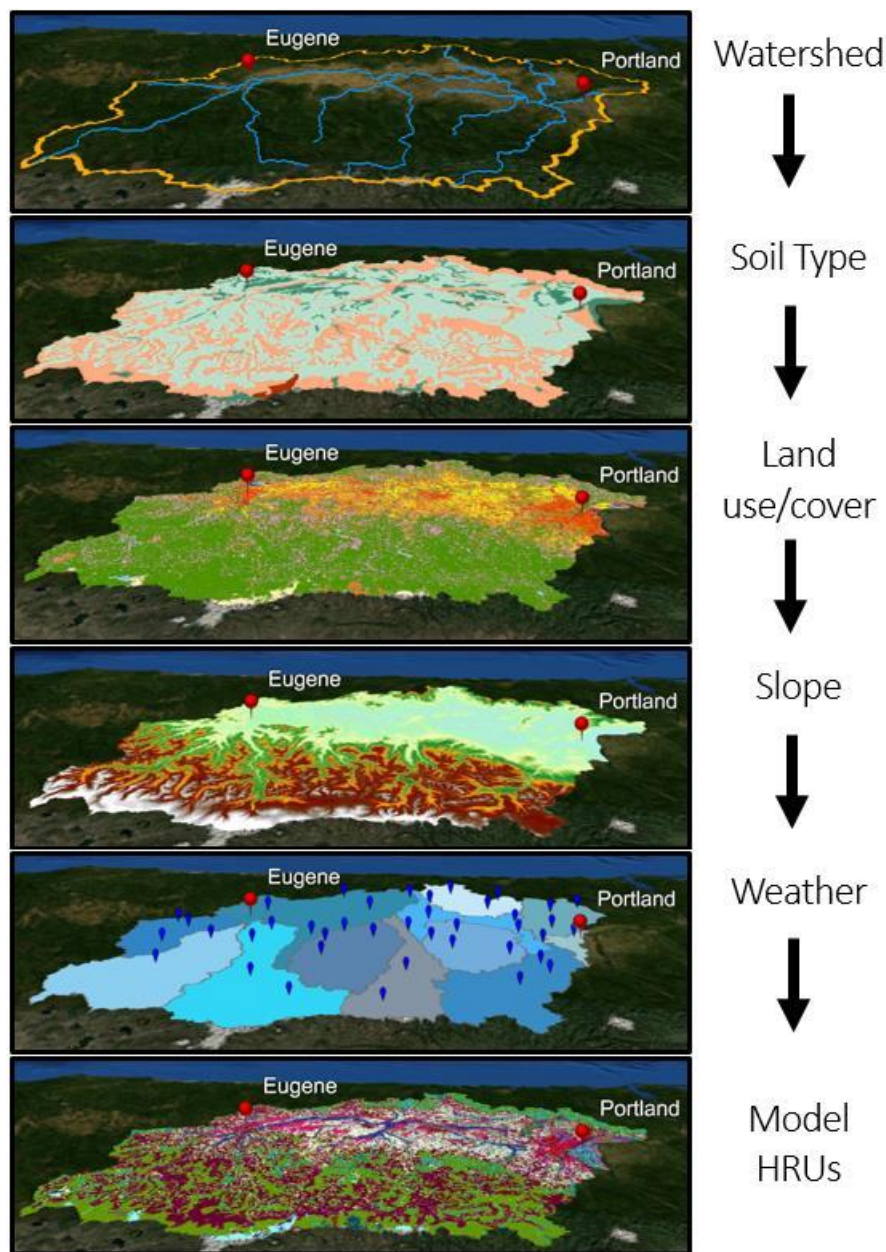 Eugene
Portland
Watershed
Eugene
Portland
Soil Type
Eugene
Portland
Land
use/cover
Eugene
Portland
Slope
Eugene
Portland
Weather
Eugene
Portland
Model
HRUs